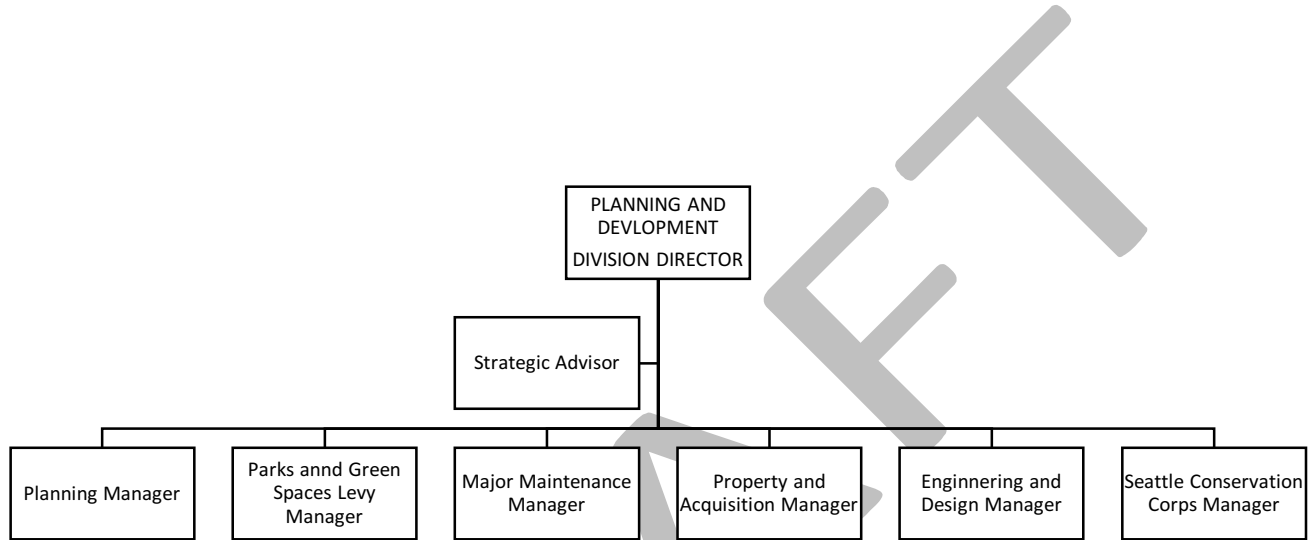 PLANNING AND
DEVLOPMENT
DIVISION DIRECTOR
Strategic Advisor
Planning Manager
Parks annd Green
Spaces Levy
Manager
Major Maintenance
Manager
Property and
Acquisition Manager
Enginnering and
Design Manager
Seattle Conservation
Corps Manager
AFT